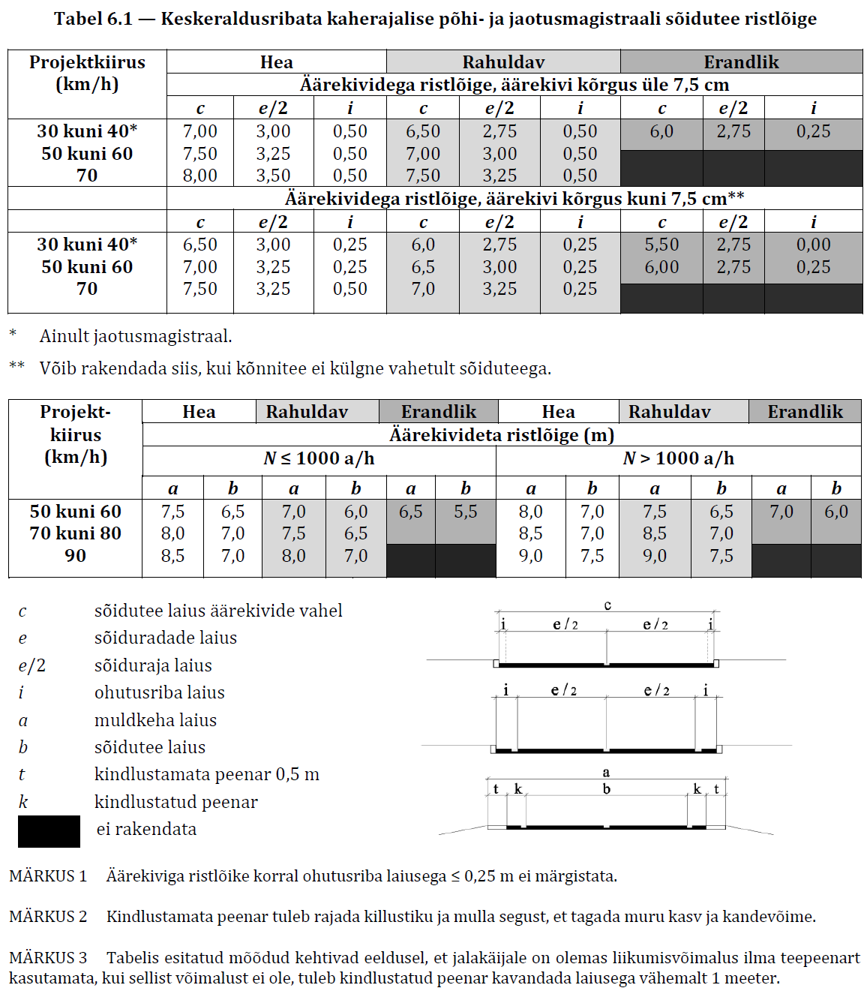 Tabel 6.1 — Keskeraldusribata kaherajalise põhi- ja jaotusmagistraali sõidutee ristlõige
Projektkiirus (km/h) Hea Rahuldav Erandlik
Äärekividega ristlõige, äärekivi kõrgus üle 7,5 cm
c e/2 i c e/2 i c e/2 i
30 kuni 40* 7,00 3,00 0,50 6,50 2,75 0,50 6,0 2,75 0,25
50 kuni 60 7,50 3,25 0,50 7,00 3,00 0,50
70 8,00 3,50 0,50 7,50 3,25 0,50
Äärekividega ristlõige, äärekivi kõrgus kuni 7,5 cm**
c e/2 i c e/2 i c e/2 i
30 kuni 40* 6,50 3,00 0,25 6,0 2,75 0,25 5,50 2,75 0,00
50 kuni 60 7,00 3,25 0,25 6,5 3,00 0,25 6,00 2,75 0,25
70 7,50 3,25 0,50 7,0 3,25 0,25
* Ainult jaotusmagistraal.
** Võib rakendada siis, kui kõnnitee ei külgne vahetult sõiduteega.
Projekt-
kiirus
(km/h)
Hea Rahuldav Erandlik Hea Rahuldav Erandlik
Äärekivideta ristlõige (m)
N ≤ 1000 a/h N > 1000 a/h
a b a b a b a b a b a b
50 kuni 60 7,5 6,5 7,0 6,0 6,5 5,5 8,0 7,0 7,5 6,5 7,0 6,0
70 kuni 80 8,0 7,0 7,5 6,5 8,5 7,0 8,5 7,0
90 8,5 7,0 8,0 7,0 9,0 7,5 9,0 7,5
c sõidutee laius äärekivide vahel
e sõiduradade laius
e/2 sõiduraja laius
i ohutusriba laius
a muldkeha laius
b sõidutee laius
t kindlustamata peenar 0,5 m
k kindlustatud peenar
ei rakendata
c
i e/2 e/2 i
i e/2 e/2 i
a
t k b k t
MÄRKUS 1 Äärekiviga ristlõike korral ohutusriba laiusega ≤ 0,25 m ei märgistata.
MÄRKUS 2 Kindlustamata peenar tuleb rajada killustiku ja mulla segust, et tagada muru kasv ja kandevõime.
MÄRKUS 3 Tabelis esitatud mõõdud kehtivad eeldusel, et jalakäijale on olemas liikumisvõimalus ilma teepeenart
kasutamata, kui sellist võimalust ei ole, tuleb kindlustatud peenar kavandada laiusega vähemalt 1 meeter.